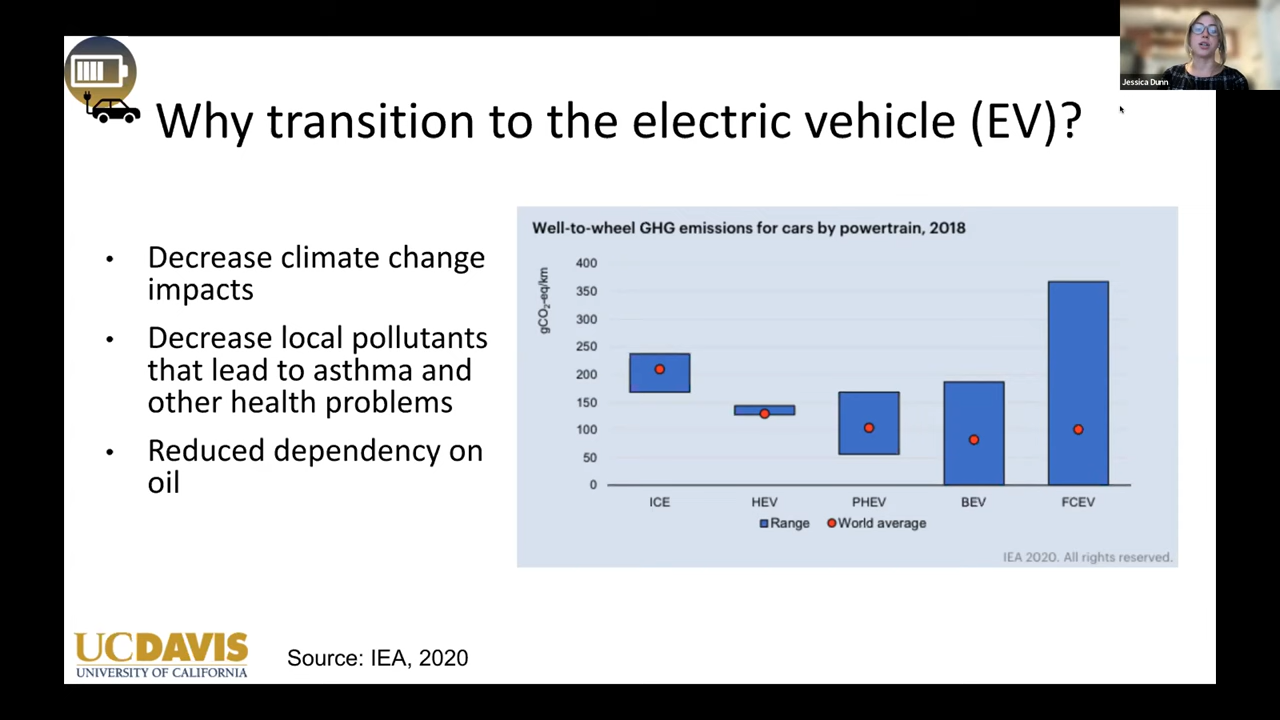 Jessica Dunn
Why transition to the electric vehicle (EV)?
• Decrease climate change
impacts
• Decrease local pollutants
that lead to asthma and
other health problems
• Reduced dependency on
oil
Well-to-wheel GHG emissions for cars by powertrain, 2018
gCO₂-eq/km
400
350
300
250
200
150
100
50
0
ICE HEV PHEV BEV FCEV
Range World average
IEA 2020. All rights reserved.
UCDAVIS
UNIVERSITY OF CALIFORNIA
Source: IEA, 2020